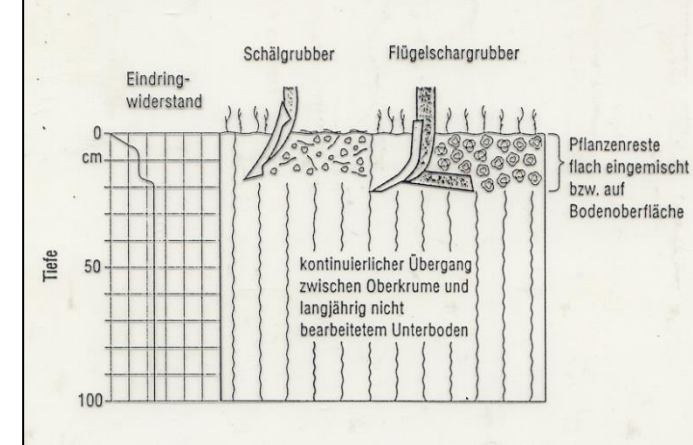 Schälgrubber
Flügelschargrubber
Eindring-
widerstand
0
cm
50
100
Tiefe
Pflanzenreste
flach eingemischt
bzw. auf
Bodenoberfläche
kontinuierlicher Übergang
zwischen Oberkrume und
langjährig nicht
bearbeitetem Unterboden